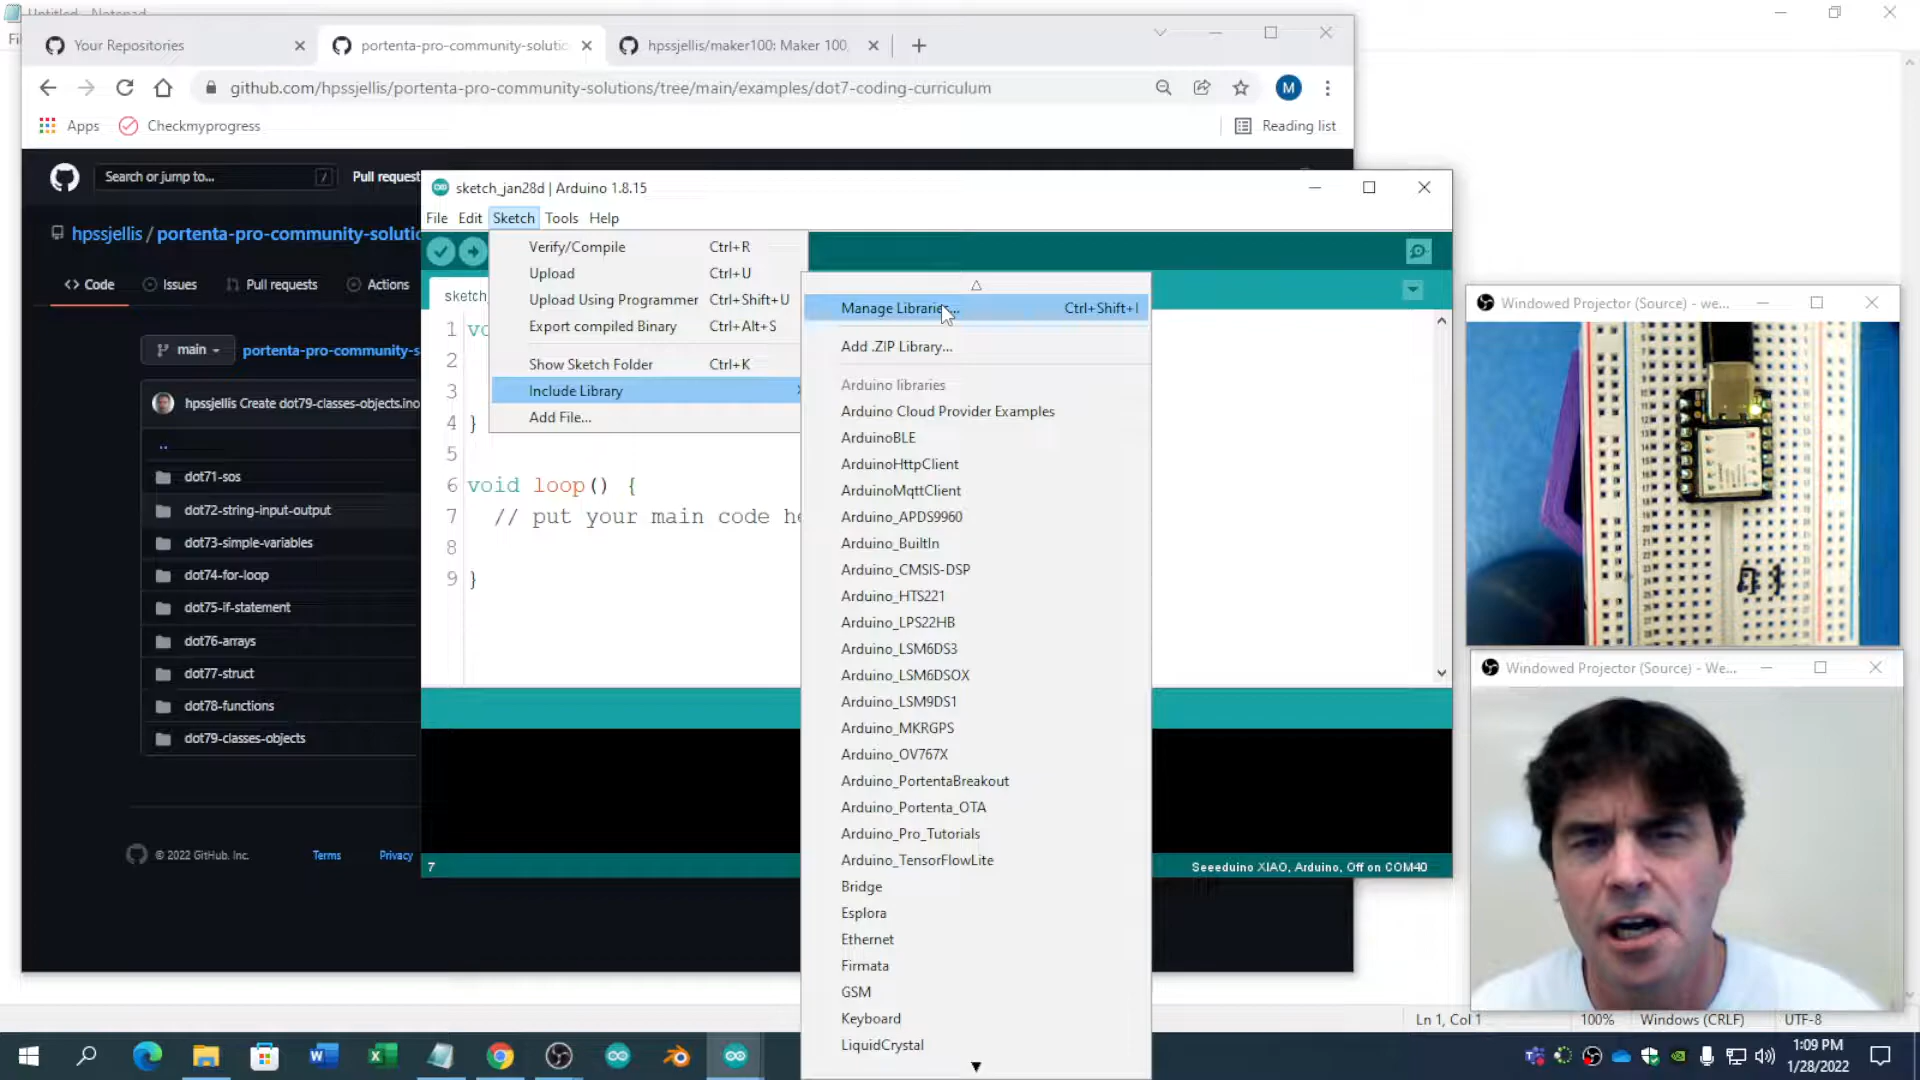 Untitled - Notepad
Your Repositories
portenta-pro-community-solutio
hpssjellis/maker100: Maker 100
github.com/hpssjellis/portenta-pro-community-solutions/tree/main/examples/dot7-coding-curriculum
M
Apps
Checkmyprogress
Reading list
Search or jump to...
/
Pull request
hpssjellis / portenta-pro-community-soluti
<> Code
Issues
Pull requests
Actions
main
portenta-pro-community-s
hpssjellis Create dot79-classes-objects.ino
..
dot71-sos
dot72-string-input-output
dot73-simple-variables
dot74-for-loop
dot75-if-statement
dot76-arrays
dot77-struct
dot78-functions
dot79-classes-objects
© 2022 GitHub, Inc.
Terms
Privacy
sketch_jan28d | Arduino 1.8.15
File Edit Sketch Tools Help
Verify/Compile Ctrl+R
Upload Ctrl+U
Upload Using Programmer Ctrl+Shift+U
Export compiled Binary Ctrl+Alt+S
Show Sketch Folder Ctrl+K
Include Library
Add File...
sketch_
1 vo
2
3
4 }
5
6 void loop() {
7 // put your main code he
8
9 }
Manage Libraries... Ctrl+Shift+I
Add .ZIP Library...
Arduino libraries
Arduino Cloud Provider Examples
ArduinoBLE
ArduinoHttpClient
ArduinoMqttClient
Arduino_APDS9960
Arduino_BuiltIn
Arduino_CMSIS-DSP
Arduino_HTS221
Arduino_LPS22HB
Arduino_LSM6DS3
Arduino_LSM6DSOX
Arduino_LSM9DS1
Arduino_MKRGPS
Arduino_OV767X
Arduino_PortentaBreakout
Arduino_Portenta_OTA
Arduino_Pro_Tutorials
Arduino_TensorFlowLite
Bridge
Esplora
Ethernet
Firmata
GSM
Keyboard
LiquidCrystal
7
Seeeduino XIAO, Arduino, Off on COM40
Windowed Projector (Source) - we...
Windowed Projector (Source) - We...
Ln 1, Col 1
100%
Windows (CRLF)
UTF-8
1:09 PM
1/28/2022